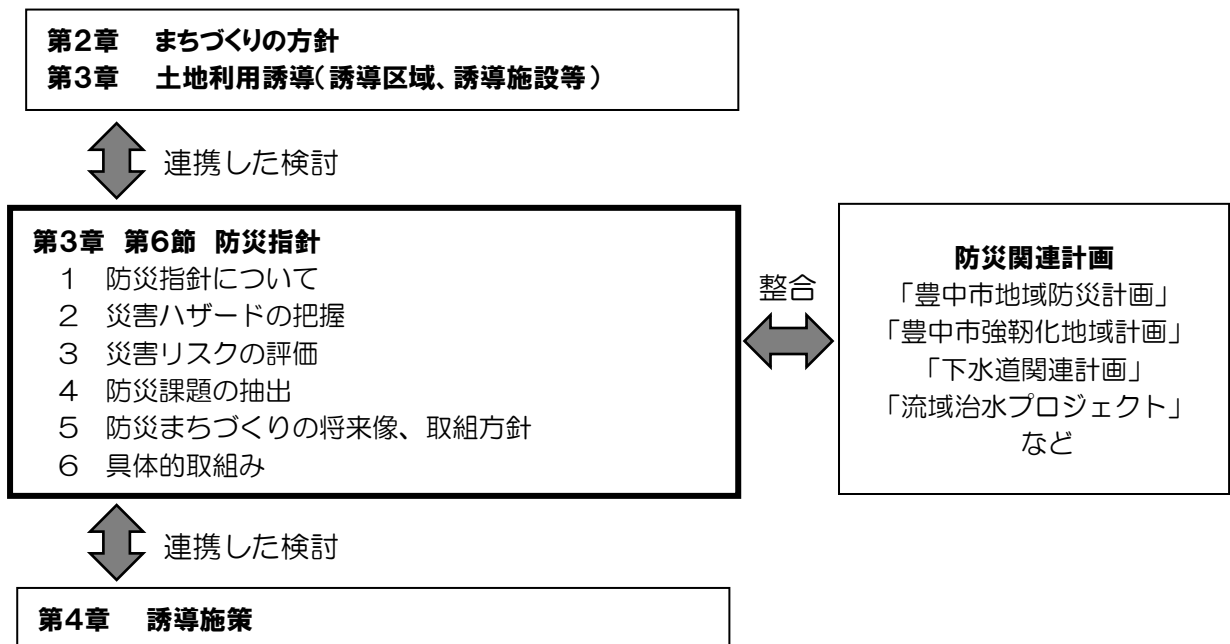 第2章　まちづくりの方針
第3章　土地利用誘導（誘導区域、誘導施設等）
連携した検討
第3章 第6節 防災指針
１　防災指針について
２　災害ハザードの把握
３　災害リスクの評価
４　防災課題の抽出
５　防災まちづくりの将来像、取組方針
６　具体的取組み
整合
防災関連計画
「豊中市地域防災計画」
「豊中市強靭化地域計画」
「下水道関連計画」
「流域治水プロジェクト」
など
連携した検討
第4章　誘導施策